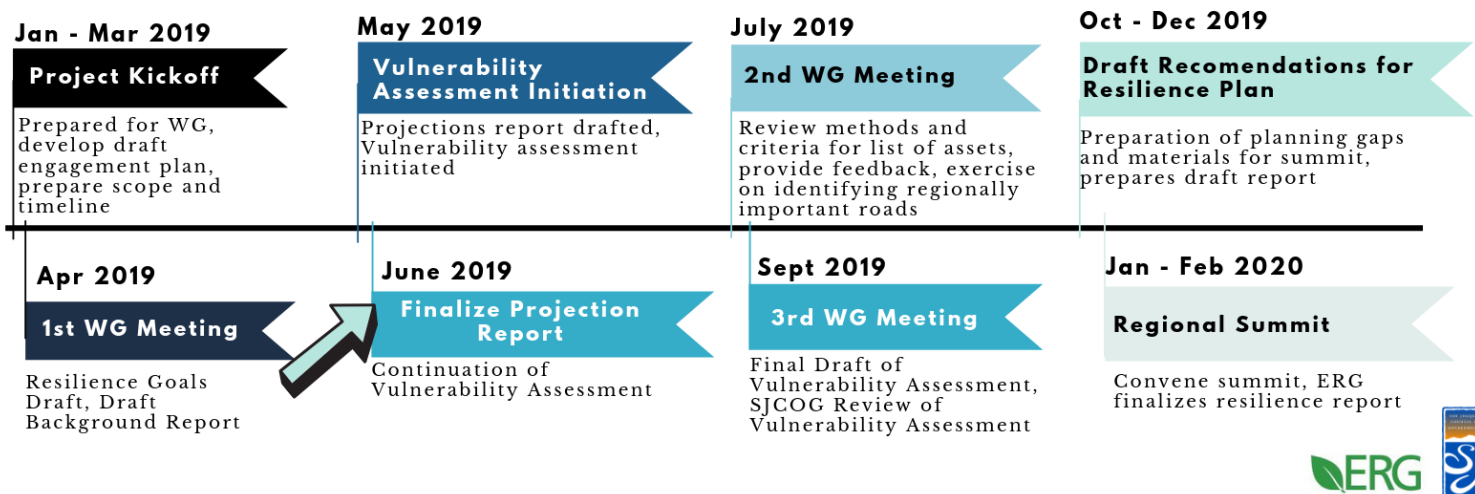 Jan - Mar 2019
Project Kickoff
Prepared for WG,
develop draft
engagement plan,
prepare scope and
timeline
May 2019
Vulnerability
Assessment Initiation
Projections report drafted,
Vulnerability assessment
initiated
July 2019
2nd WG Meeting
Review methods and
criteria for list of assets,
provide feedback, exercise
on identifying regionally
important roads
Oct - Dec 2019
Draft Recomendations for
Resilience Plan
Preparation of planning gaps
and materials for summit,
prepares draft report
Apr 2019
1st WG Meeting
Resilience Goals
Draft, Draft
Background Report
June 2019
Finalize Projection
Report
Continuation of
Vulnerability Assessment
Sept 2019
3rd WG Meeting
Final Draft of
Vulnerability Assessment,
SJCOG Review of
Vulnerability Assessment
Jan - Feb 2020
Regional Summit
Convene summit, ERG
finalizes resilience report
ERG